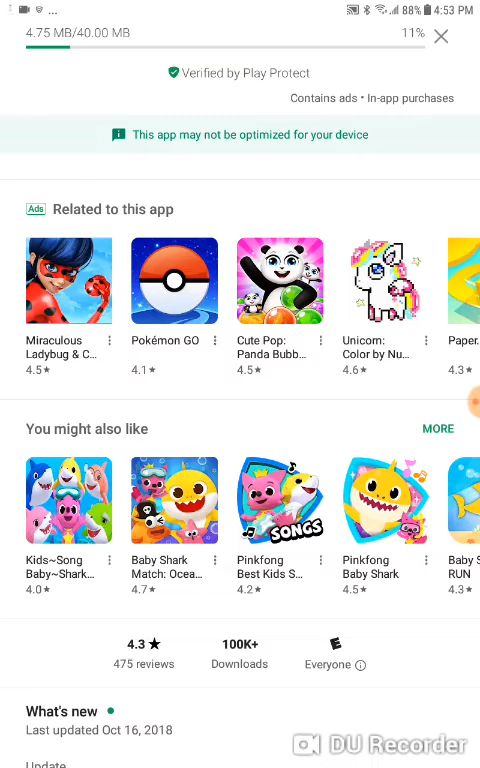 ... 88% 4:53 PM
4.75 MB/40.00 MB 11%
Verified by Play Protect
Contains ads • In-app purchases
This app may not be optimized for your device
Ads Related to this app
Miraculous Ladybug & C...
4.5★
Pokémon GO
4.1★
Cute Pop: Panda Bubb...
4.5★
Unicorn: Color by Nu...
4.6★
Paper.
4.3★
You might also like MORE
SONGS
Kids~Song Baby~Shark...
4.0★
Baby Shark Match: Ocea...
4.7★
Pinkfong Best Kids S...
4.2★
Pinkfong Baby Shark
4.5★
Baby S RUN
4.3★
4.3★ 100K+ E
475 reviews Downloads Everyone
What's new
Last updated Oct 16, 2018
Update
DU Recorder